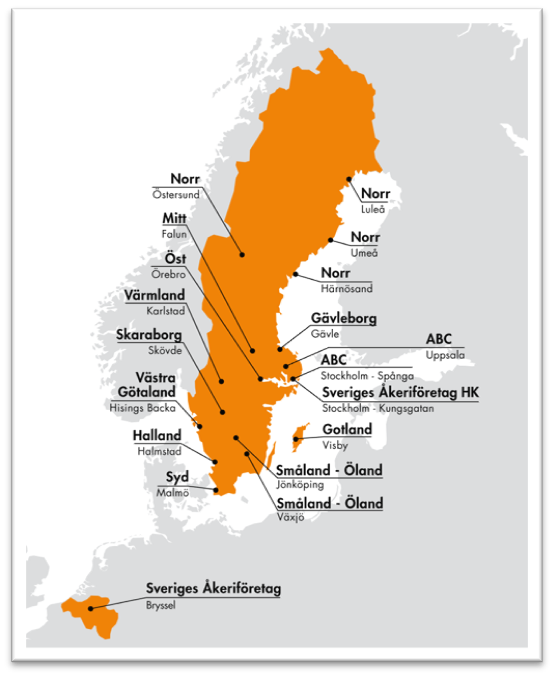 Norr
Östersund
Mitt
Falun
Öst
Örebro
Värmland
Karlstad
Skaraborg
Skövde
Västra
Götaland
Hisings Backa
Halland
Halmstad
Syd
Malmö
Norr
Luleå
Norr
Umeå
Norr
Härnösand
Gävleborg
Gävle
ABC
Uppsala
ABC
Stockholm - Spånga
Sveriges Åkeriföretag HK
Stockholm - Kungsgatan
Gotland
Visby
Småland - Öland
Jönköping
Småland - Öland
Växjö
Sveriges Åkeriföretag
Bryssel